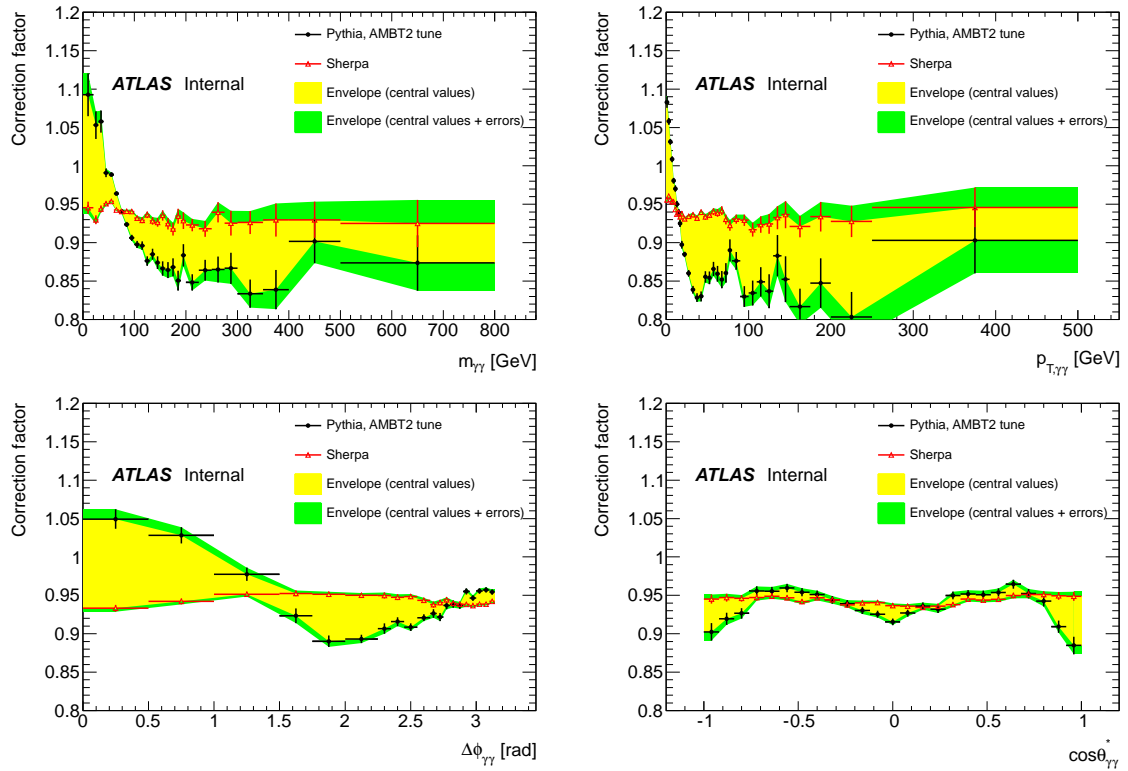 Correction factor
1.2
1.15
1.1
1.05
1
0.95
0.9
0.85
0.8
ATLAS Internal
Pythia, AMBT2 tune
Sherpa
Envelope (central values)
Envelope (central values + errors)
0 100 200 300 400 500 600 700 800
m_γγ [GeV]
Correction factor
1.2
1.15
1.1
1.05
1
0.95
0.9
0.85
0.8
ATLAS Internal
Pythia, AMBT2 tune
Sherpa
Envelope (central values)
Envelope (central values + errors)
0 100 200 300 400 500
p_T,γγ [GeV]
Correction factor
1.2
1.15
1.1
1.05
1
0.95
0.9
0.85
0.8
ATLAS Internal
Pythia, AMBT2 tune
Sherpa
Envelope (central values)
Envelope (central values + errors)
0 0.5 1 1.5 2 2.5 3
Δϕ_γγ [rad]
Correction factor
1.2
1.15
1.1
1.05
1
0.95
0.9
0.85
0.8
ATLAS Internal
Pythia, AMBT2 tune
Sherpa
Envelope (central values)
Envelope (central values + errors)
-1 -0.5 0 0.5 1
cosθ*_γγ